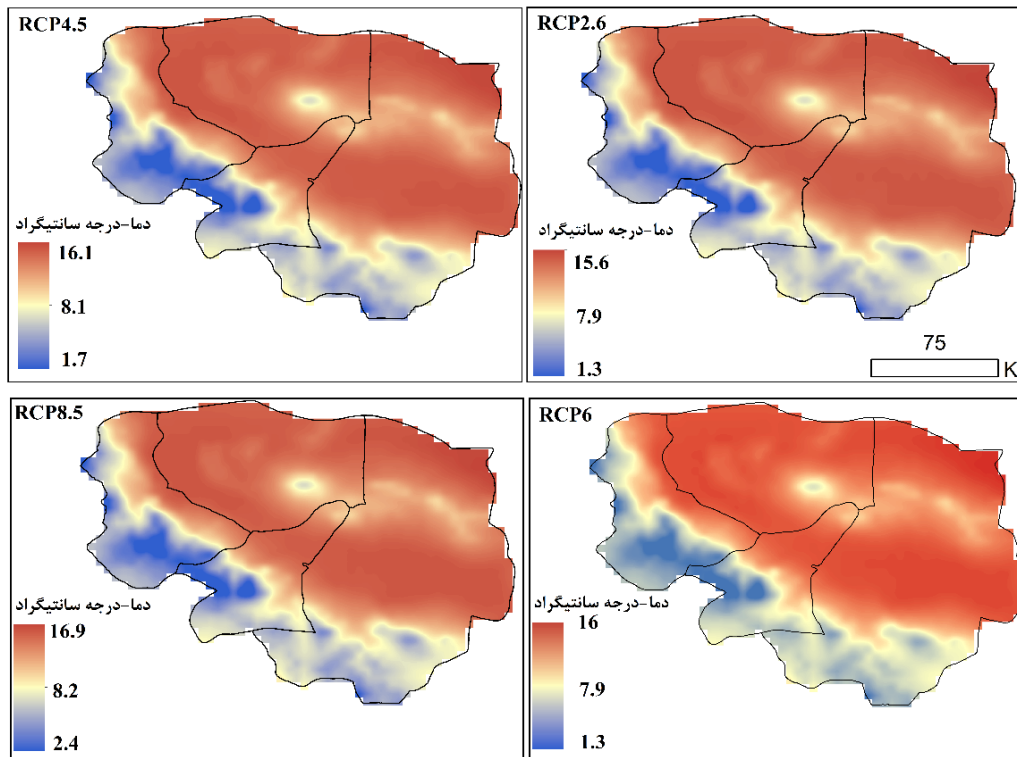 RCP4.5
دما-درجه سانتیگراد
16.1
8.1
1.7
RCP2.6
دما-درجه سانتیگراد
15.6
7.9
1.3
75
K
RCP8.5
دما-درجه سانتیگراد
16.9
8.2
2.4
RCP6
دما-درجه سانتیگراد
16
7.9
1.3